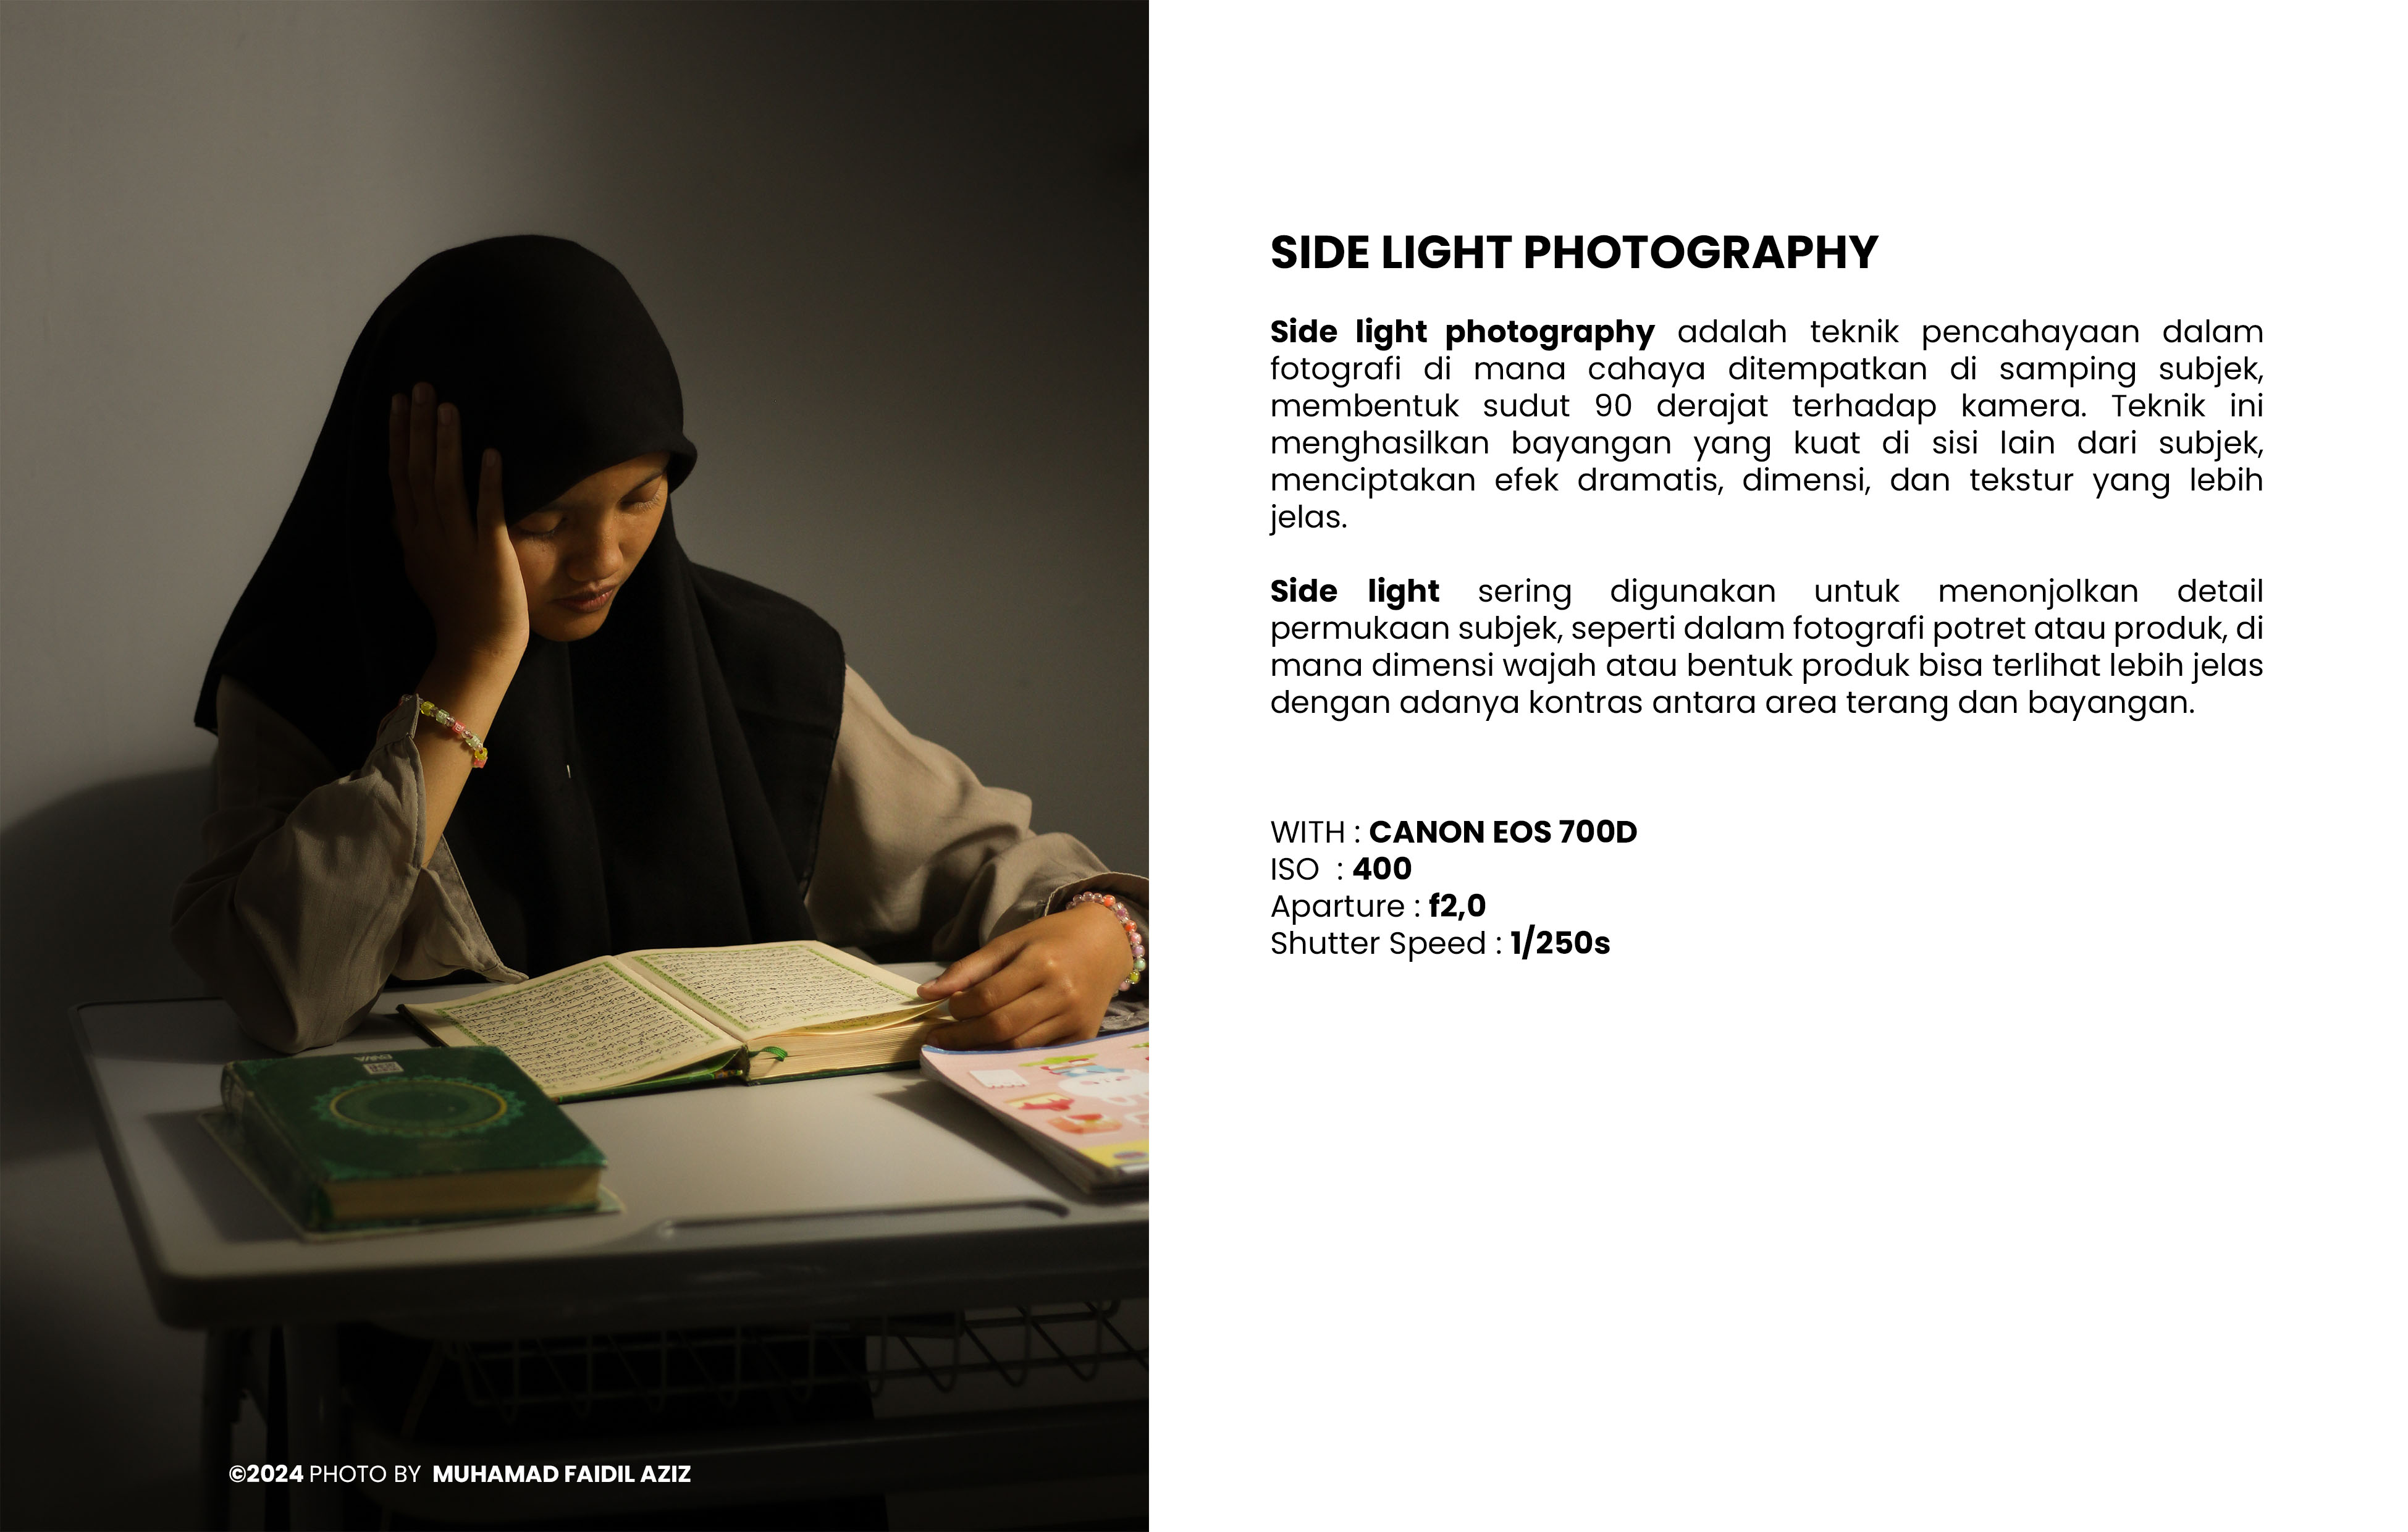 SIDE LIGHT PHOTOGRAPHY
Side light photography adalah teknik pencahayaan dalam
fotografi di mana cahaya ditempatkan di samping subjek,
membentuk sudut 90 derajat terhadap kamera. Teknik ini
menghasilkan bayangan yang kuat di sisi lain dari subjek,
menciptakan efek dramatis, dimensi, dan tekstur yang lebih
jelas.
Side light sering digunakan untuk menonjolkan detail
permukaan subjek, seperti dalam fotografi potret atau produk, di
mana dimensi wajah atau bentuk produk bisa terlihat lebih jelas
dengan adanya kontras antara area terang dan bayangan.
WITH : CANON EOS 700D
ISO  : 400
Aparture : f2,0
Shutter Speed : 1/250s
©2024 PHOTO BY  MUHAMAD FAIDIL AZIZ